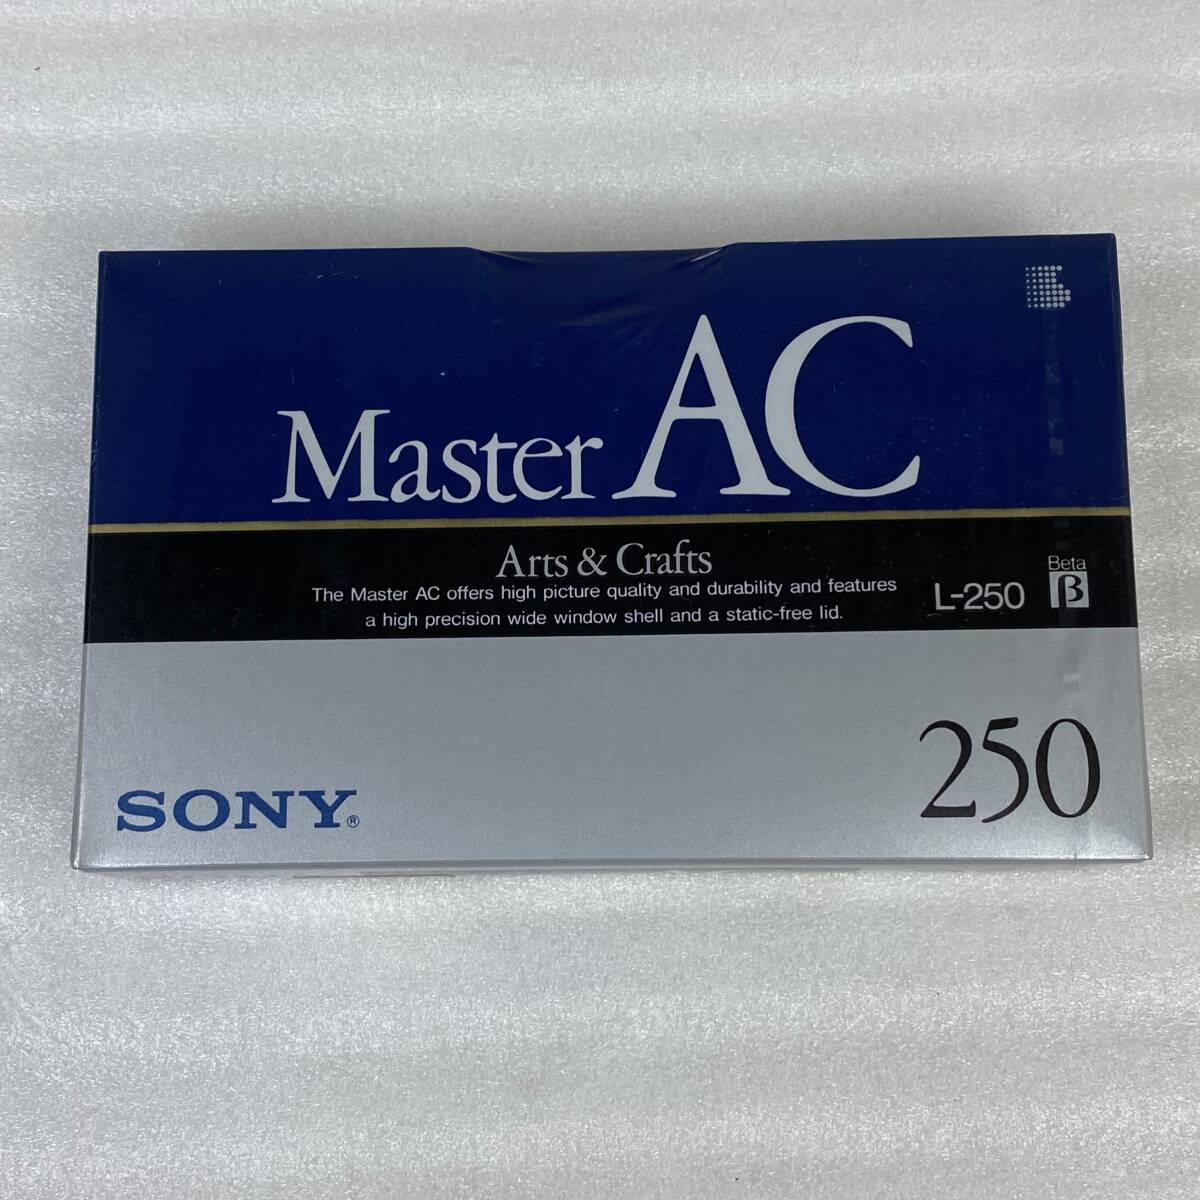 Master AC
Arts & Crafts
The Master AC offers high picture quality and durability and features
a high precision wide window shell and a static-free lid.
L-250
Beta
β
250
SONY®